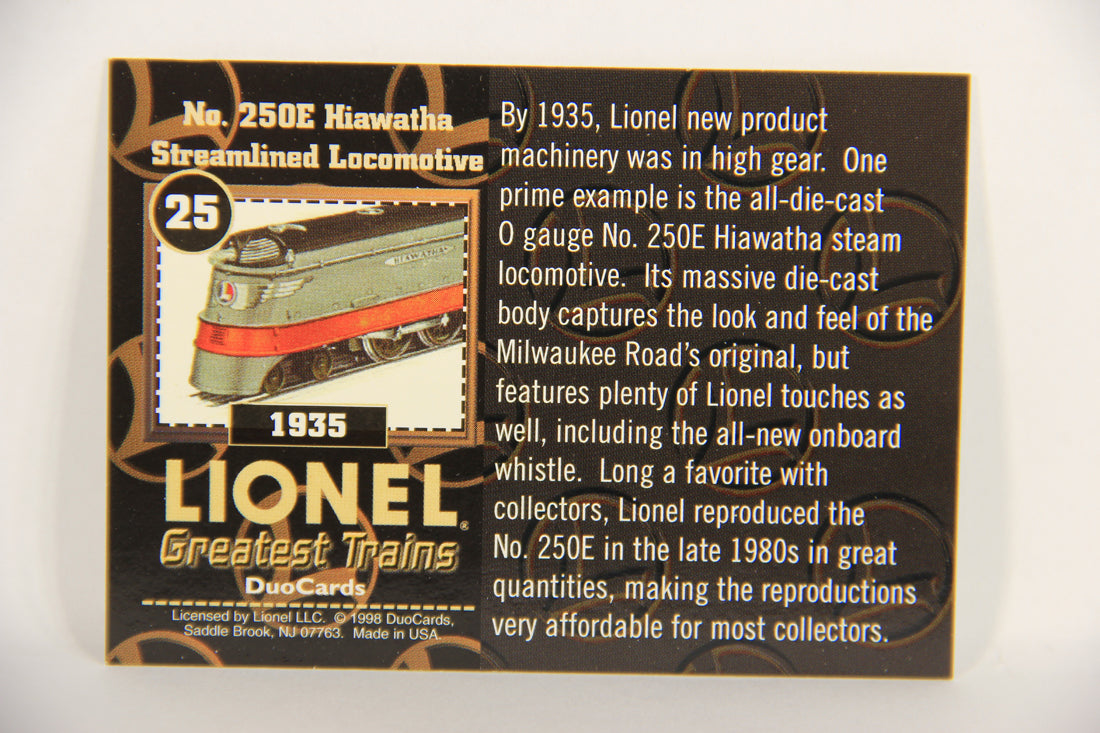 No. 250E Hiawatha
Streamlined Locomotive
25
HIAWATHA
1935
LIONEL®
Greatest Trains
DuoCards
Licensed by Lionel LLC. © 1998 DuoCards,
Saddle Brook, NJ 07763. Made in USA
By 1935, Lionel new product
machinery was in high gear. One
prime example is the all-die-cast
O gauge No. 250E Hiawatha steam
locomotive. Its massive die-cast
body captures the look and feel of the
Milwaukee Road's original, but
features plenty of Lionel touches as
well, including the all-new onboard
whistle. Long a favorite with
collectors, Lionel reproduced the
No. 250E in the late 1980s in great
quantities, making the reproductions
very affordable for most collectors.